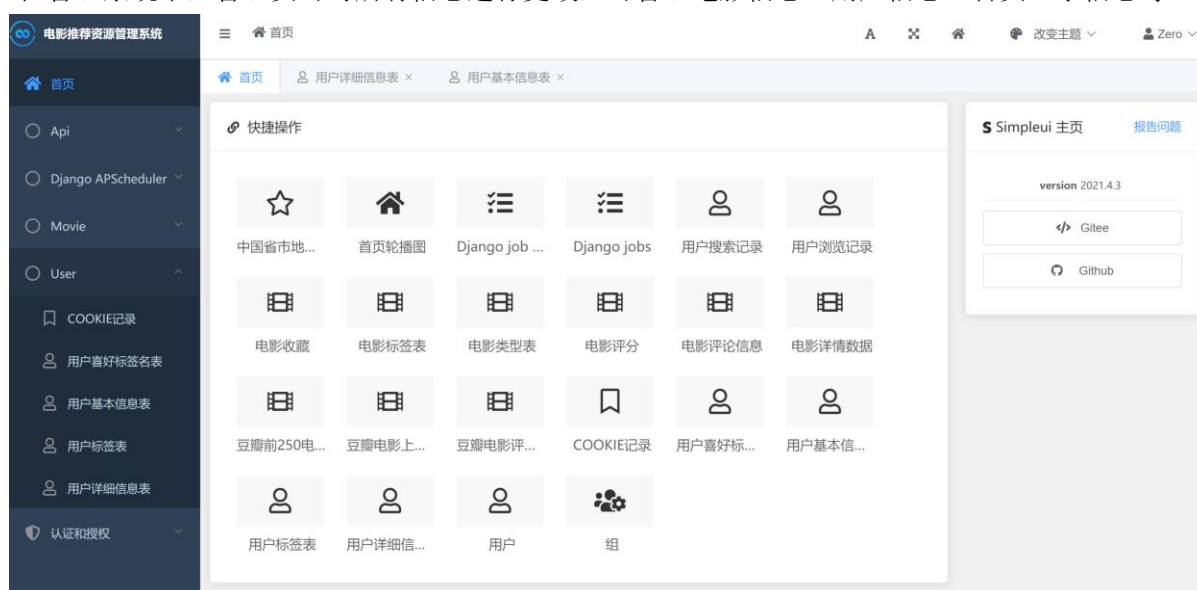 电影推荐资源管理系统
首页
A
改变主题
Zero
首页
用户详细信息表 ×
用户基本信息表 ×
首页
Api
Django APScheduler
Movie
User
COOKIE记录
用户喜好标签名表
用户基本信息表
用户标签表
用户详细信息表
认证和授权
快捷操作
中国省市地...
首页轮播图
Django job ...
Django jobs
用户搜索记录
用户浏览记录
电影收藏
电影标签表
电影类型表
电影评分
电影评论信息
电影详情数据
豆瓣前250电...
豆瓣电影上...
豆瓣电影评...
COOKIE记录
用户喜好标...
用户基本信...
用户标签表
用户详细信...
用户
组
Simpleui 主页
报告问题
version 2021.4.3
Gitee
Github